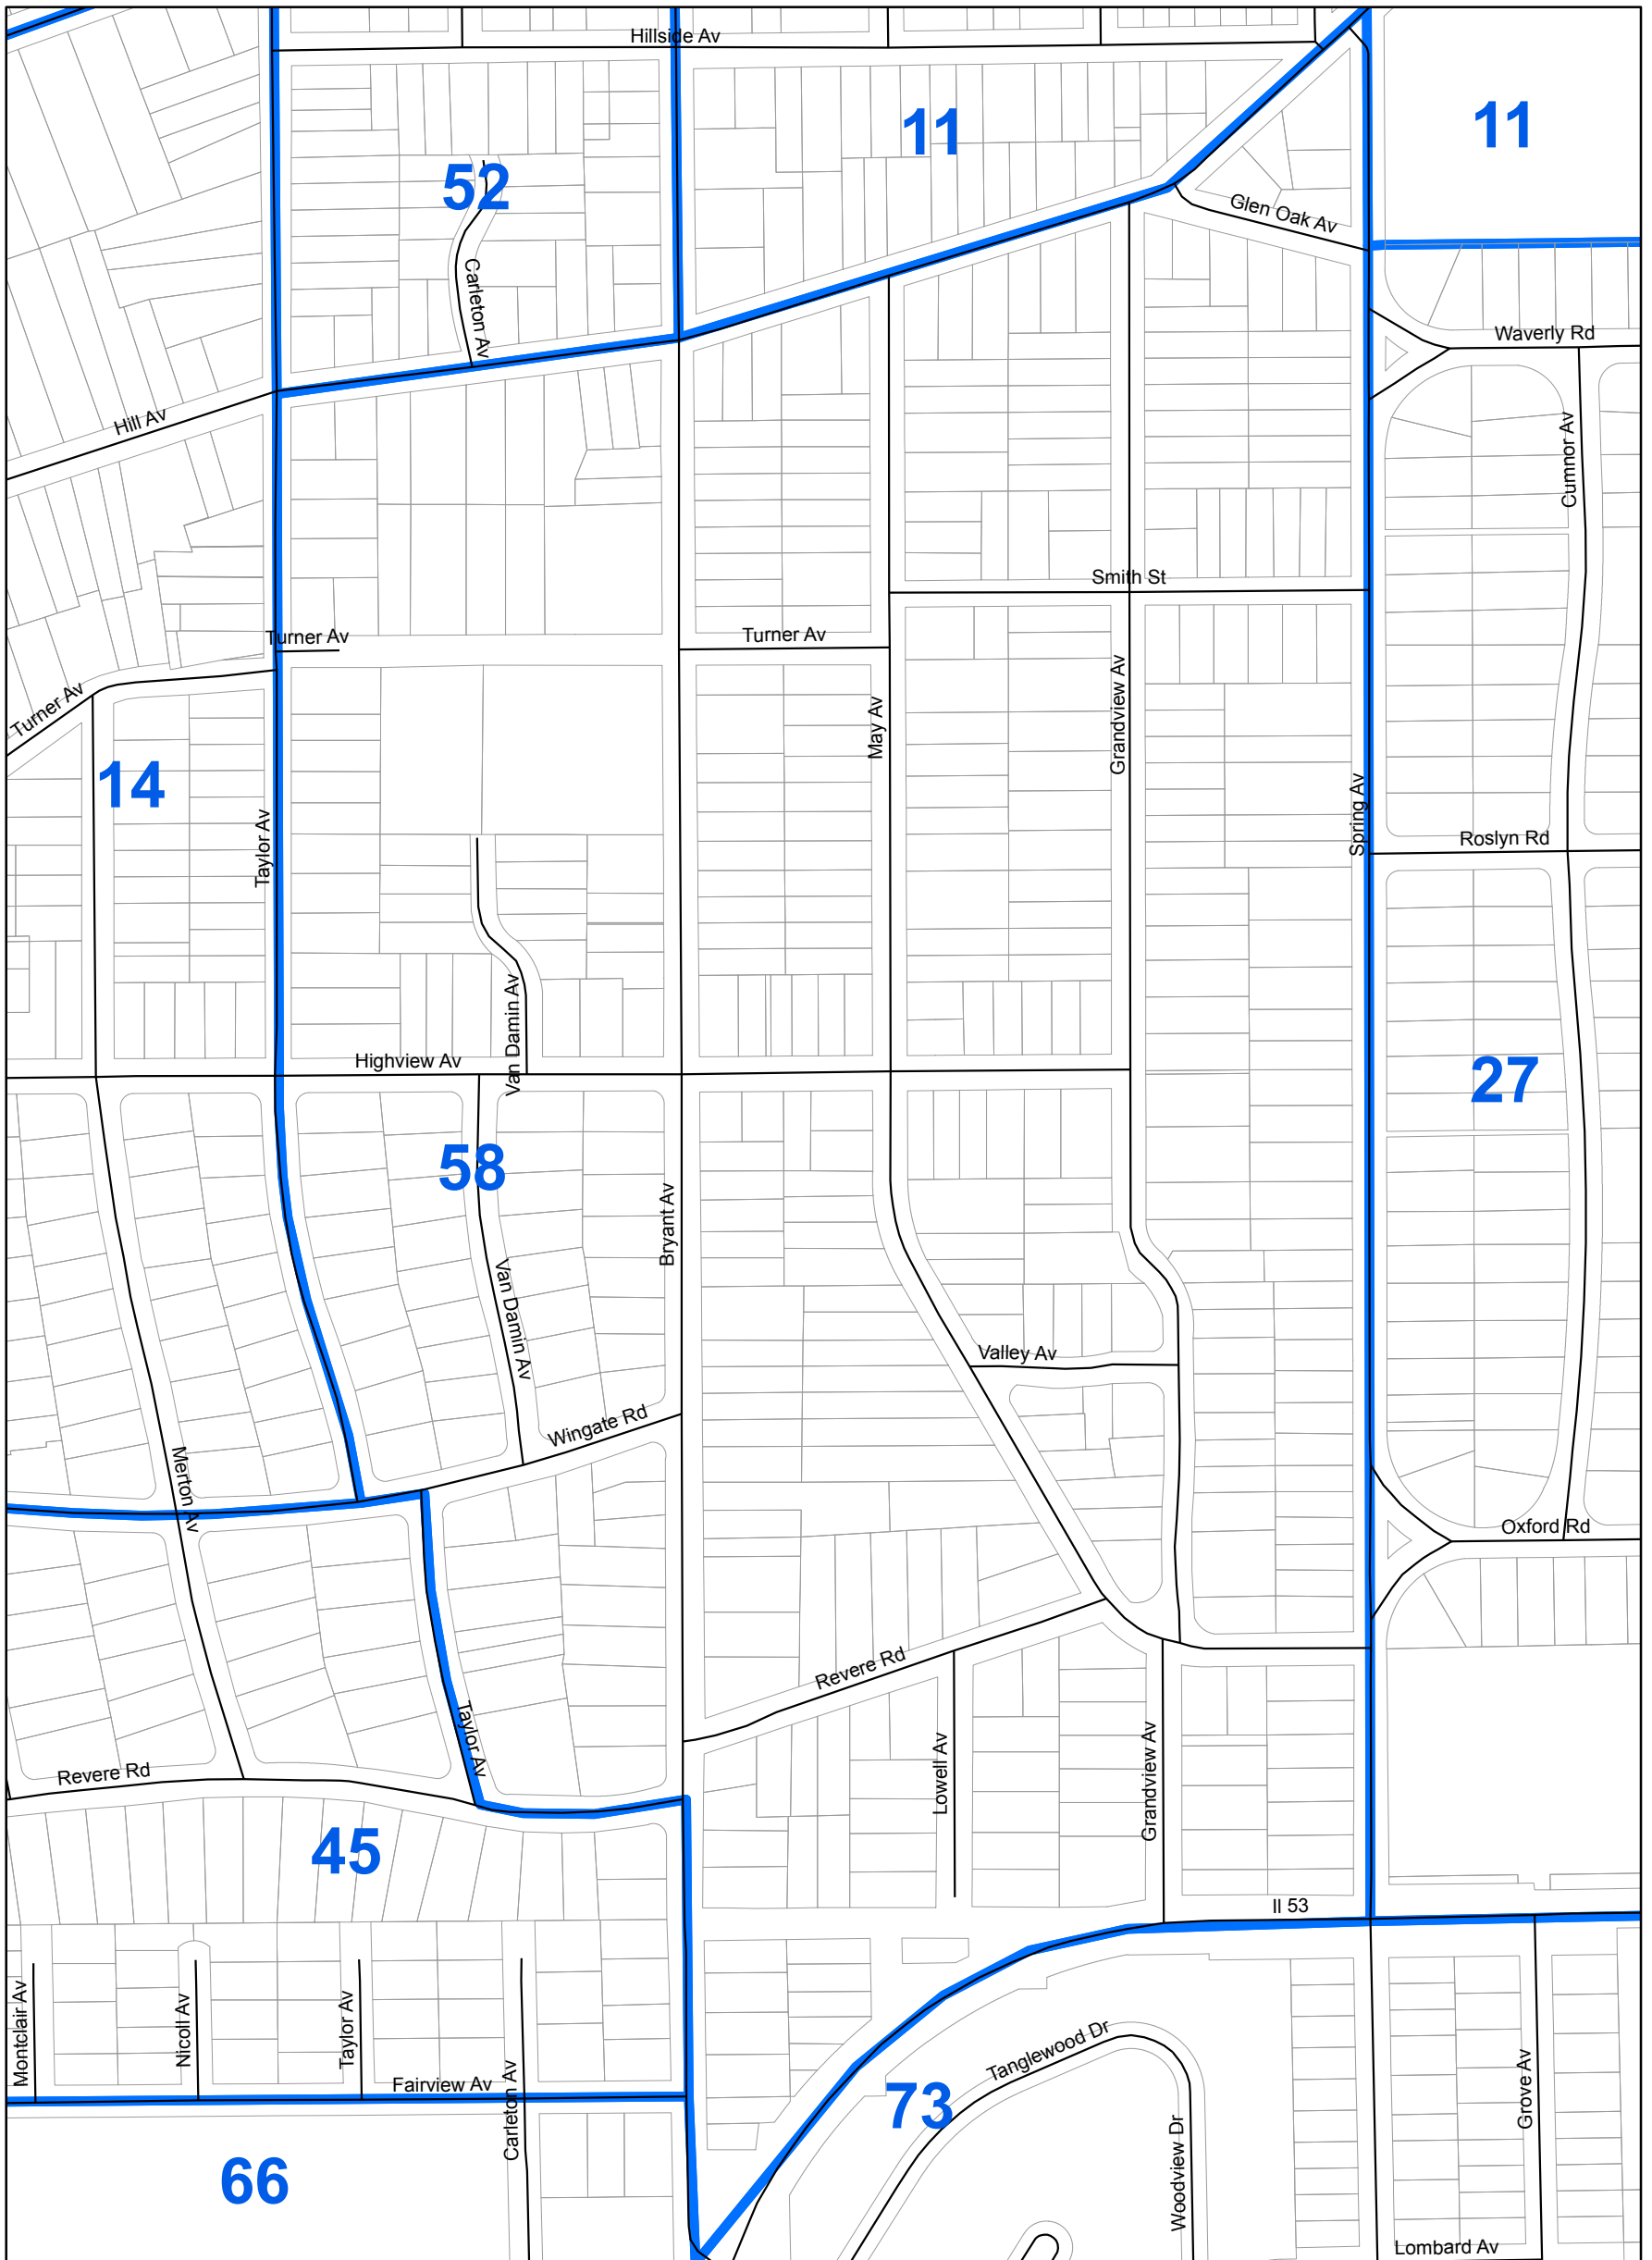 Hillside Av
11
11
52
Glen Oak Av
Carleton Av
Waverly Rd
Hill Av
Cumnor Av
Smith St
Turner Av
Turner Av
Turner Av
May Av
Grandview Av
14
Taylor Av
Spring Av
Roslyn Rd
Van Damin Av
Highview Av
27
58
Bryant Av
Van Damin Av
Valley Av
Wingate Rd
Merton Av
Oxford Rd
Revere Rd
Taylor Av
Revere Rd
Lowell Av
Grandview Av
45
Il 53
Montclair Av
Nicoll Av
Taylor Av
Tanglewood Dr
Fairview Av
Carleton Av
73
Grove Av
66
Woodview Dr
Lombard Av